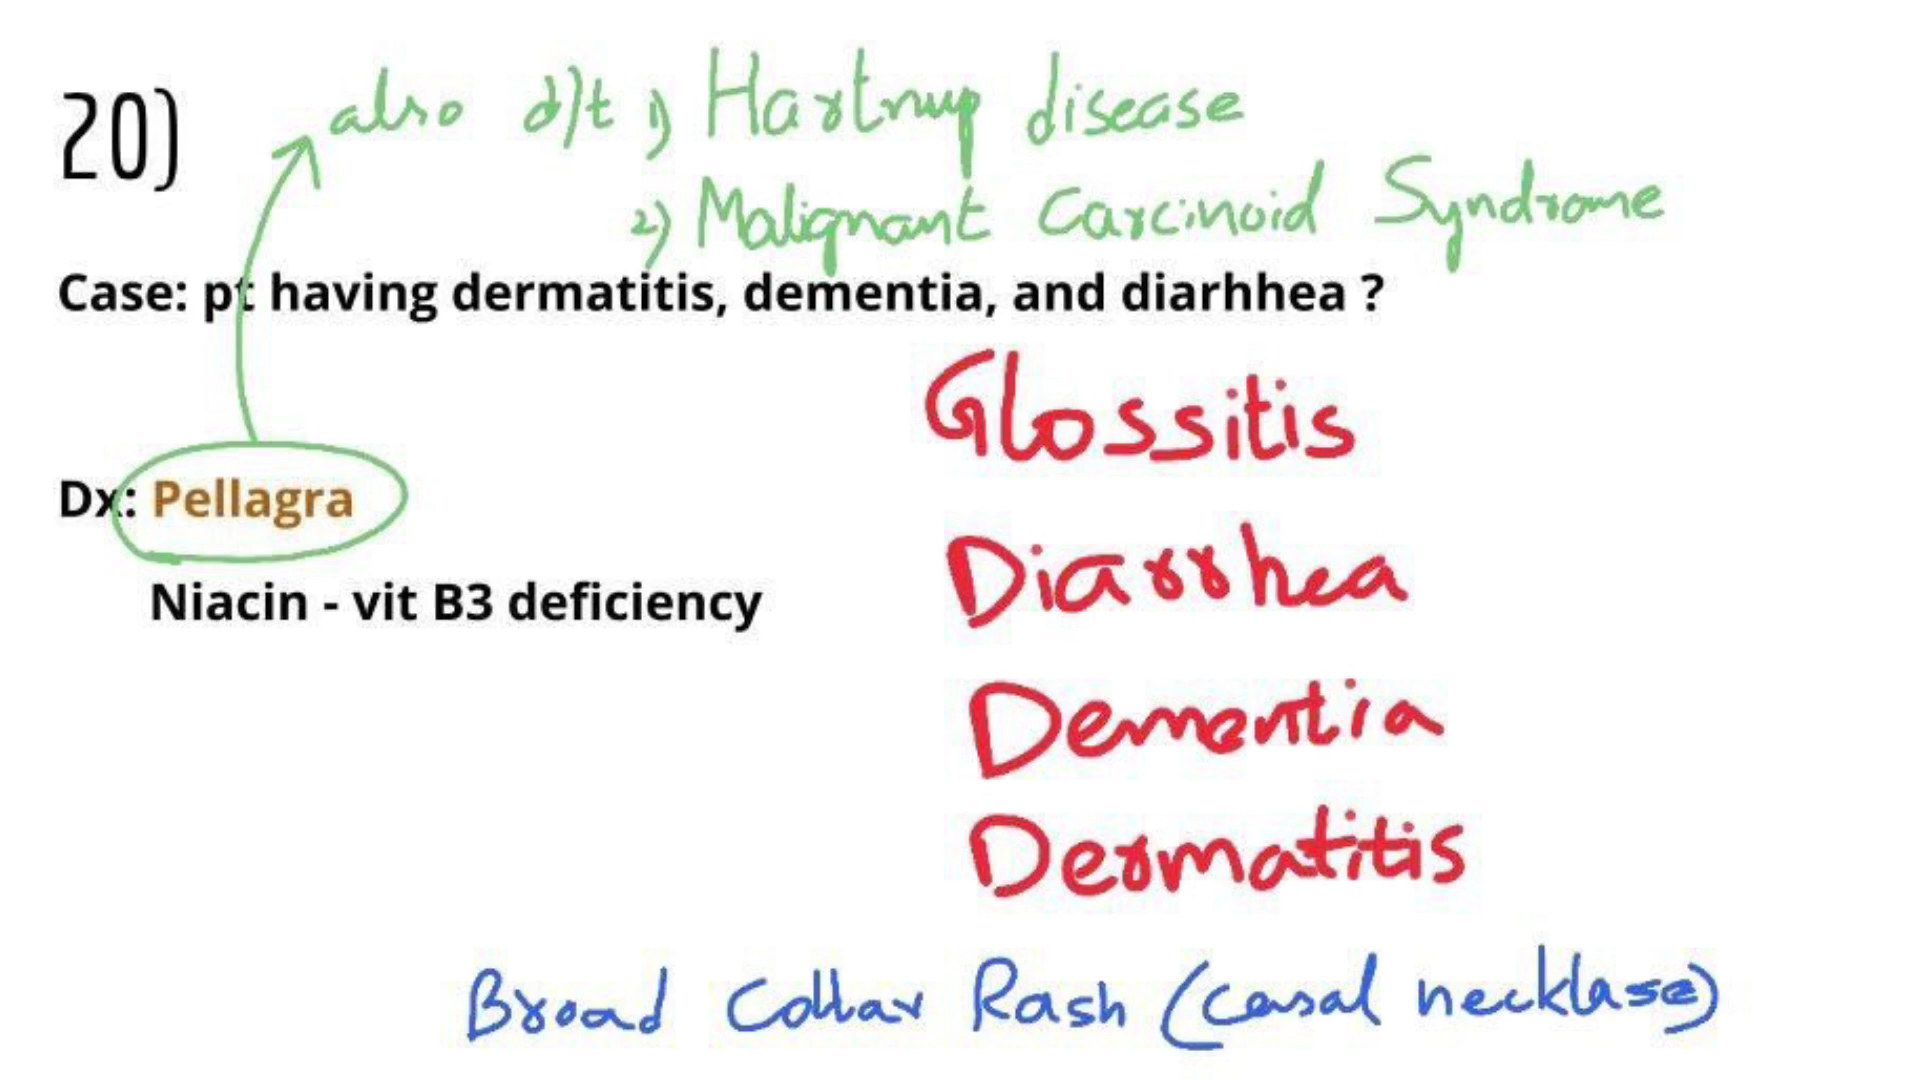 20)
also d/t 1) Hartnup disease
2) Malignant Carcinoid Syndrome
Case: pt having dermatitis, dementia, and diarhhea ?
Glossitis
Dx: Pellagra
Diarrhea
Niacin - vit B3 deficiency
Dementia
Dermatitis
Broad Collar Rash (casal necklase)